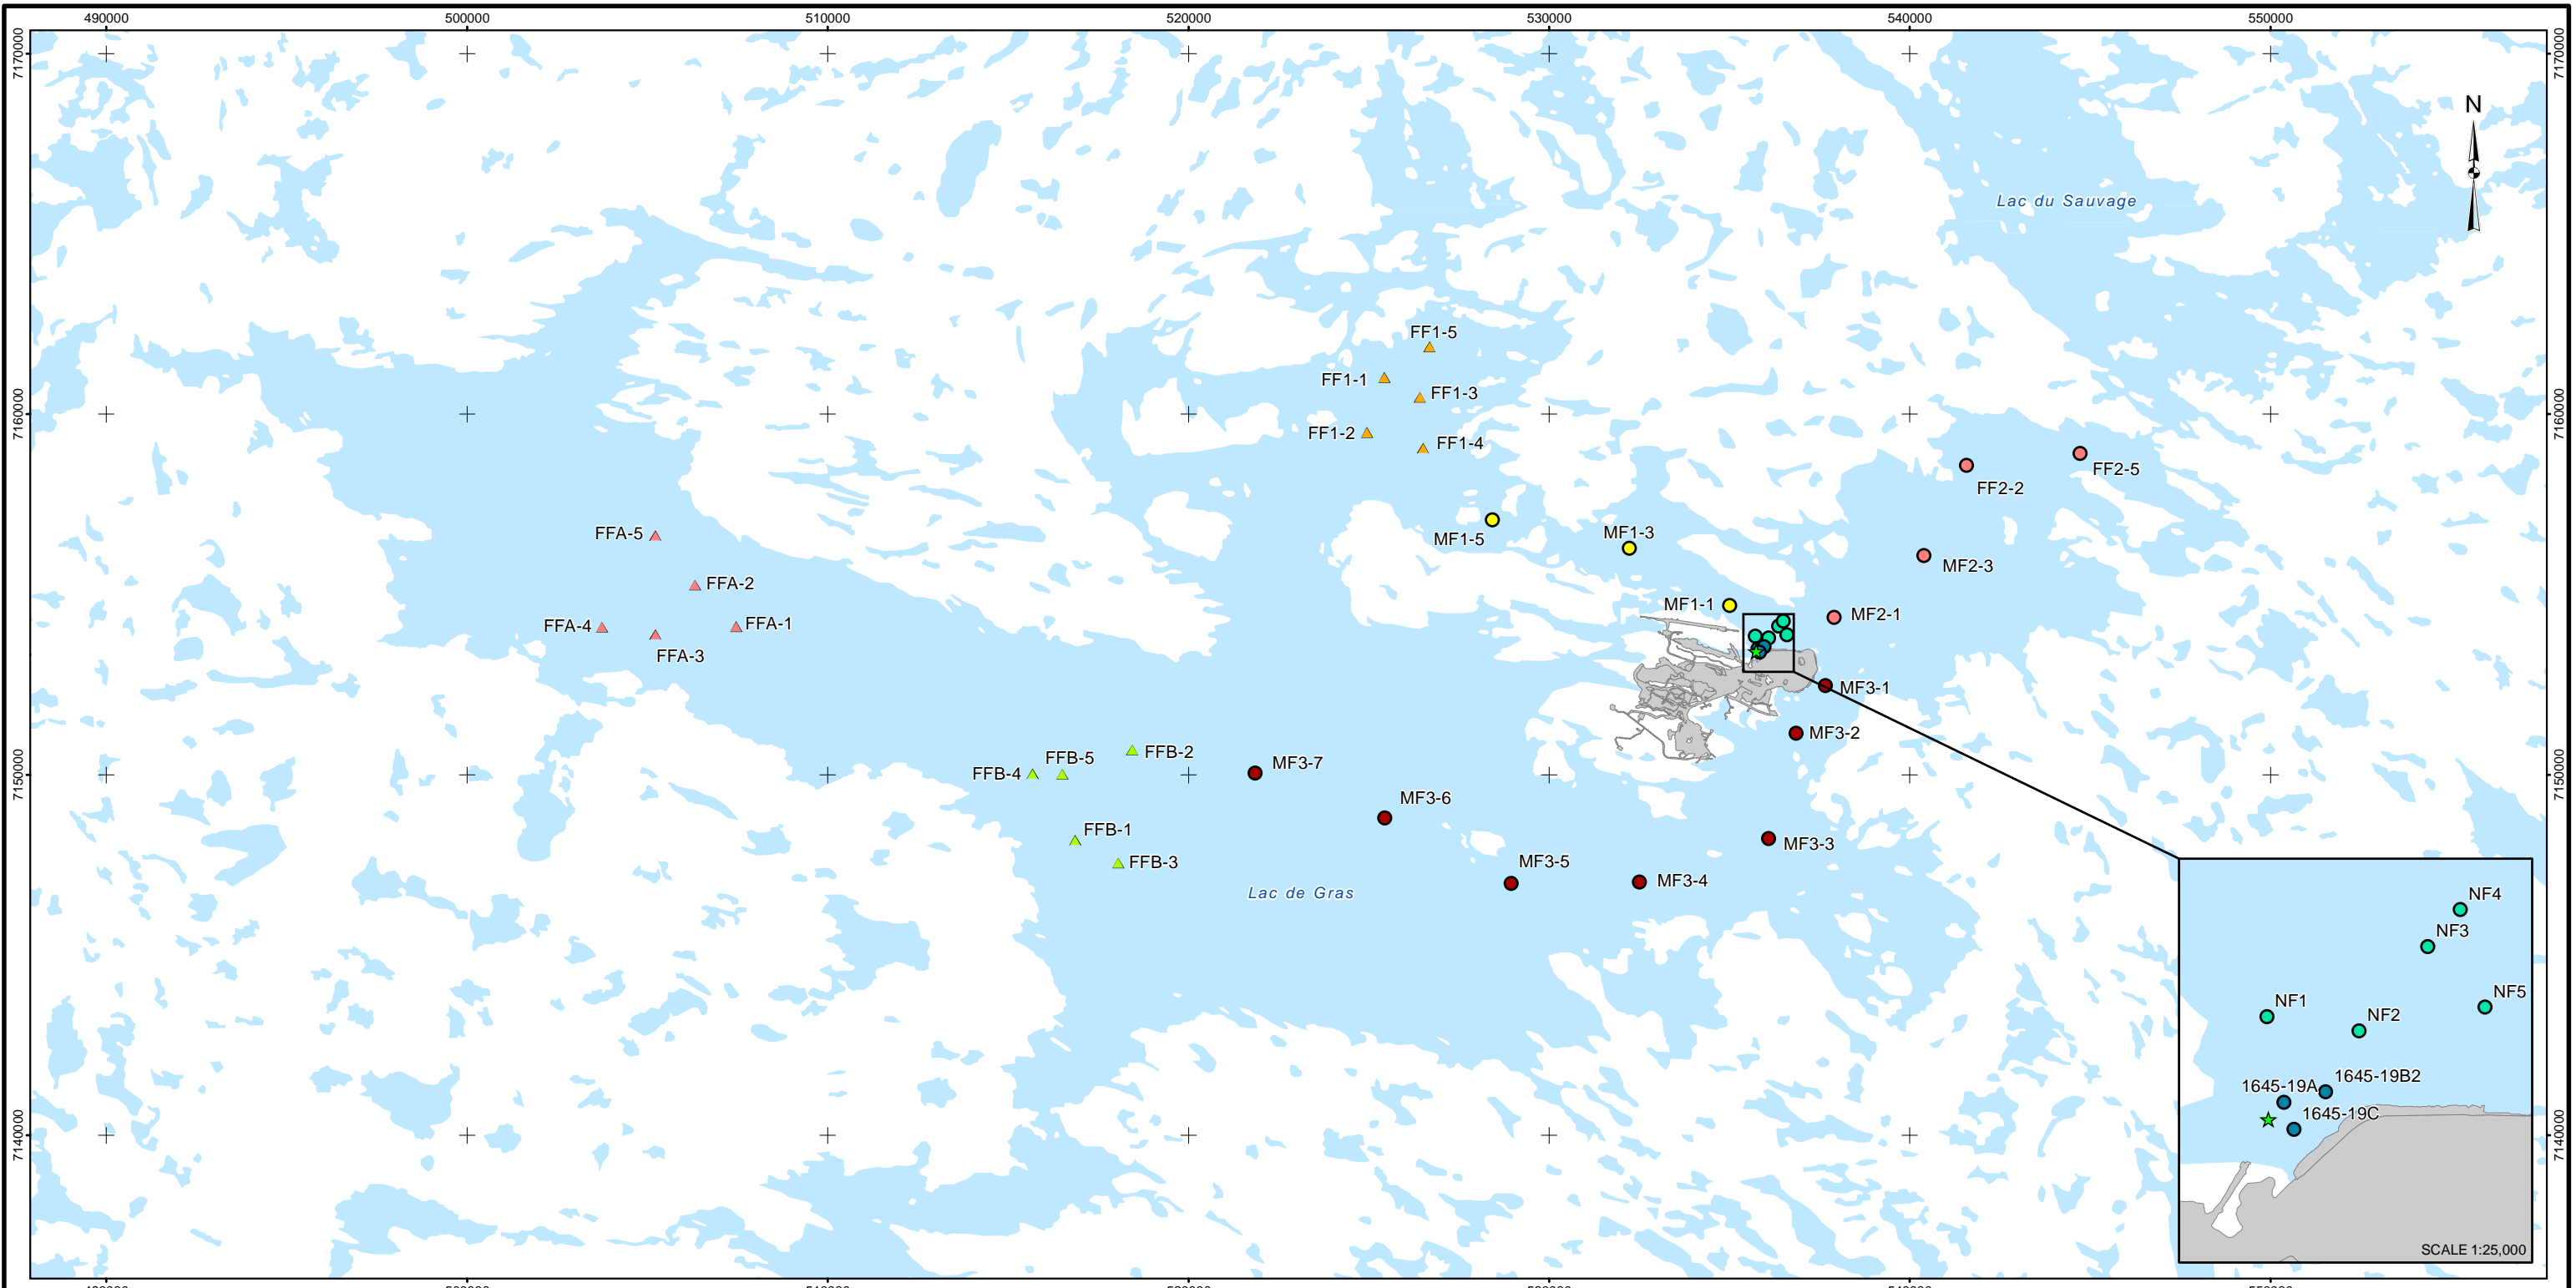 490000 500000 510000 520000 530000 540000 550000
7170000 7170000
N
Lac du Sauvage
FF1-5
FF1-1
FF1-3
7160000 7160000
FF1-2
FF1-4
FF2-5
FF2-2
FFA-5
MF1-5
MF1-3
MF2-3
FFA-2
MF1-1
MF2-1
FFA-4
FFA-1
FFA-3
MF3-1
MF3-2
7150000 7150000
FFB-2
FFB-5
FFB-4
MF3-7
MF3-6
FFB-1
MF3-3
FFB-3
MF3-5
MF3-4
Lac de Gras
NF4
NF3
NF5
NF1
NF2
1645-19B2
1645-19A
1645-19C
7140000 7140000
SCALE 1:25,000